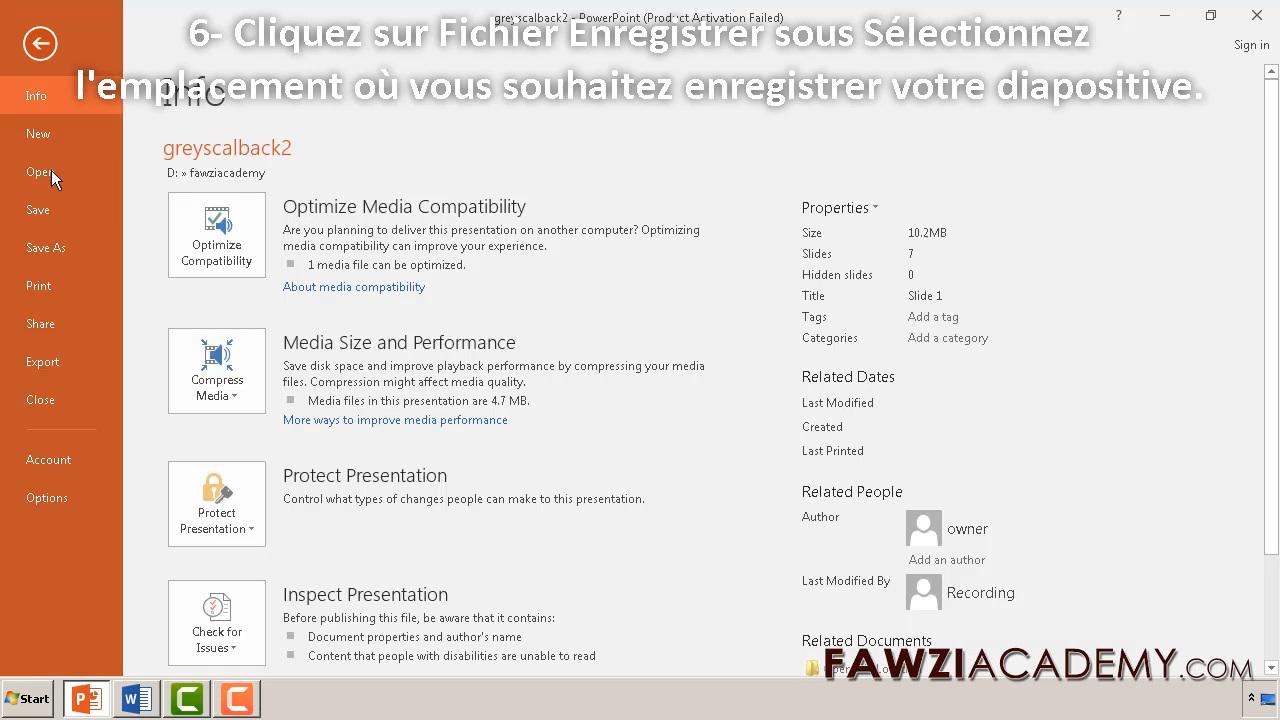 greyscalback2 - PowerPoint (Product Activation Failed)
6- Cliquez sur Fichier Enregistrer sous Sélectionnez
l'emplacement où vous souhaitez enregistrer votre diapositive.
Sign in
Info
Info
New
Open
Save
Save As
Print
Share
Export
Close
Account
Options
greyscalback2
D: » fawziacademy
Optimize
Compatibility
Optimize Media Compatibility
Are you planning to deliver this presentation on another computer? Optimizing
media compatibility can improve your experience.
1 media file can be optimized.
About media compatibility
Compress
Media
Media Size and Performance
Save disk space and improve playback performance by compressing your media
files. Compression might affect media quality.
Media files in this presentation are 4.7 MB.
More ways to improve media performance
Protect
Presentation
Protect Presentation
Control what types of changes people can make to this presentation.
Check for
Issues
Inspect Presentation
Before publishing this file, be aware that it contains:
Document properties and author's name
Content that people with disabilities are unable to read
Properties
Size 10.2MB
Slides 7
Hidden slides 0
Title Slide 1
Tags Add a tag
Categories Add a category
Related Dates
Last Modified
Created
Last Printed
Related People
Author owner
Add an author
Last Modified By Recording
Related Documents
FAWZIACADEMY.COM
Start